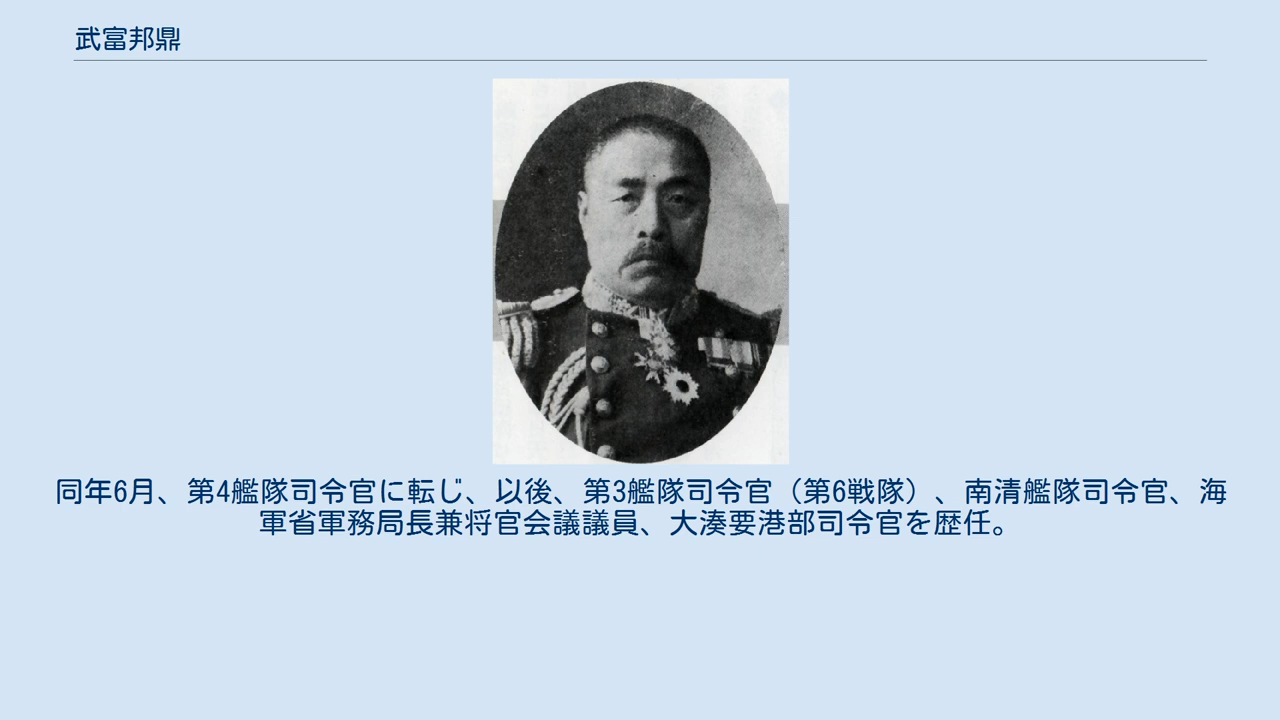 武富邦鼎
同年6月、第4艦隊司令官に転じ、以後、第3艦隊司令官（第6戦隊）、南清艦隊司令官、海
軍省軍務局長兼将官会議議員、大湊要港部司令官を歴任。